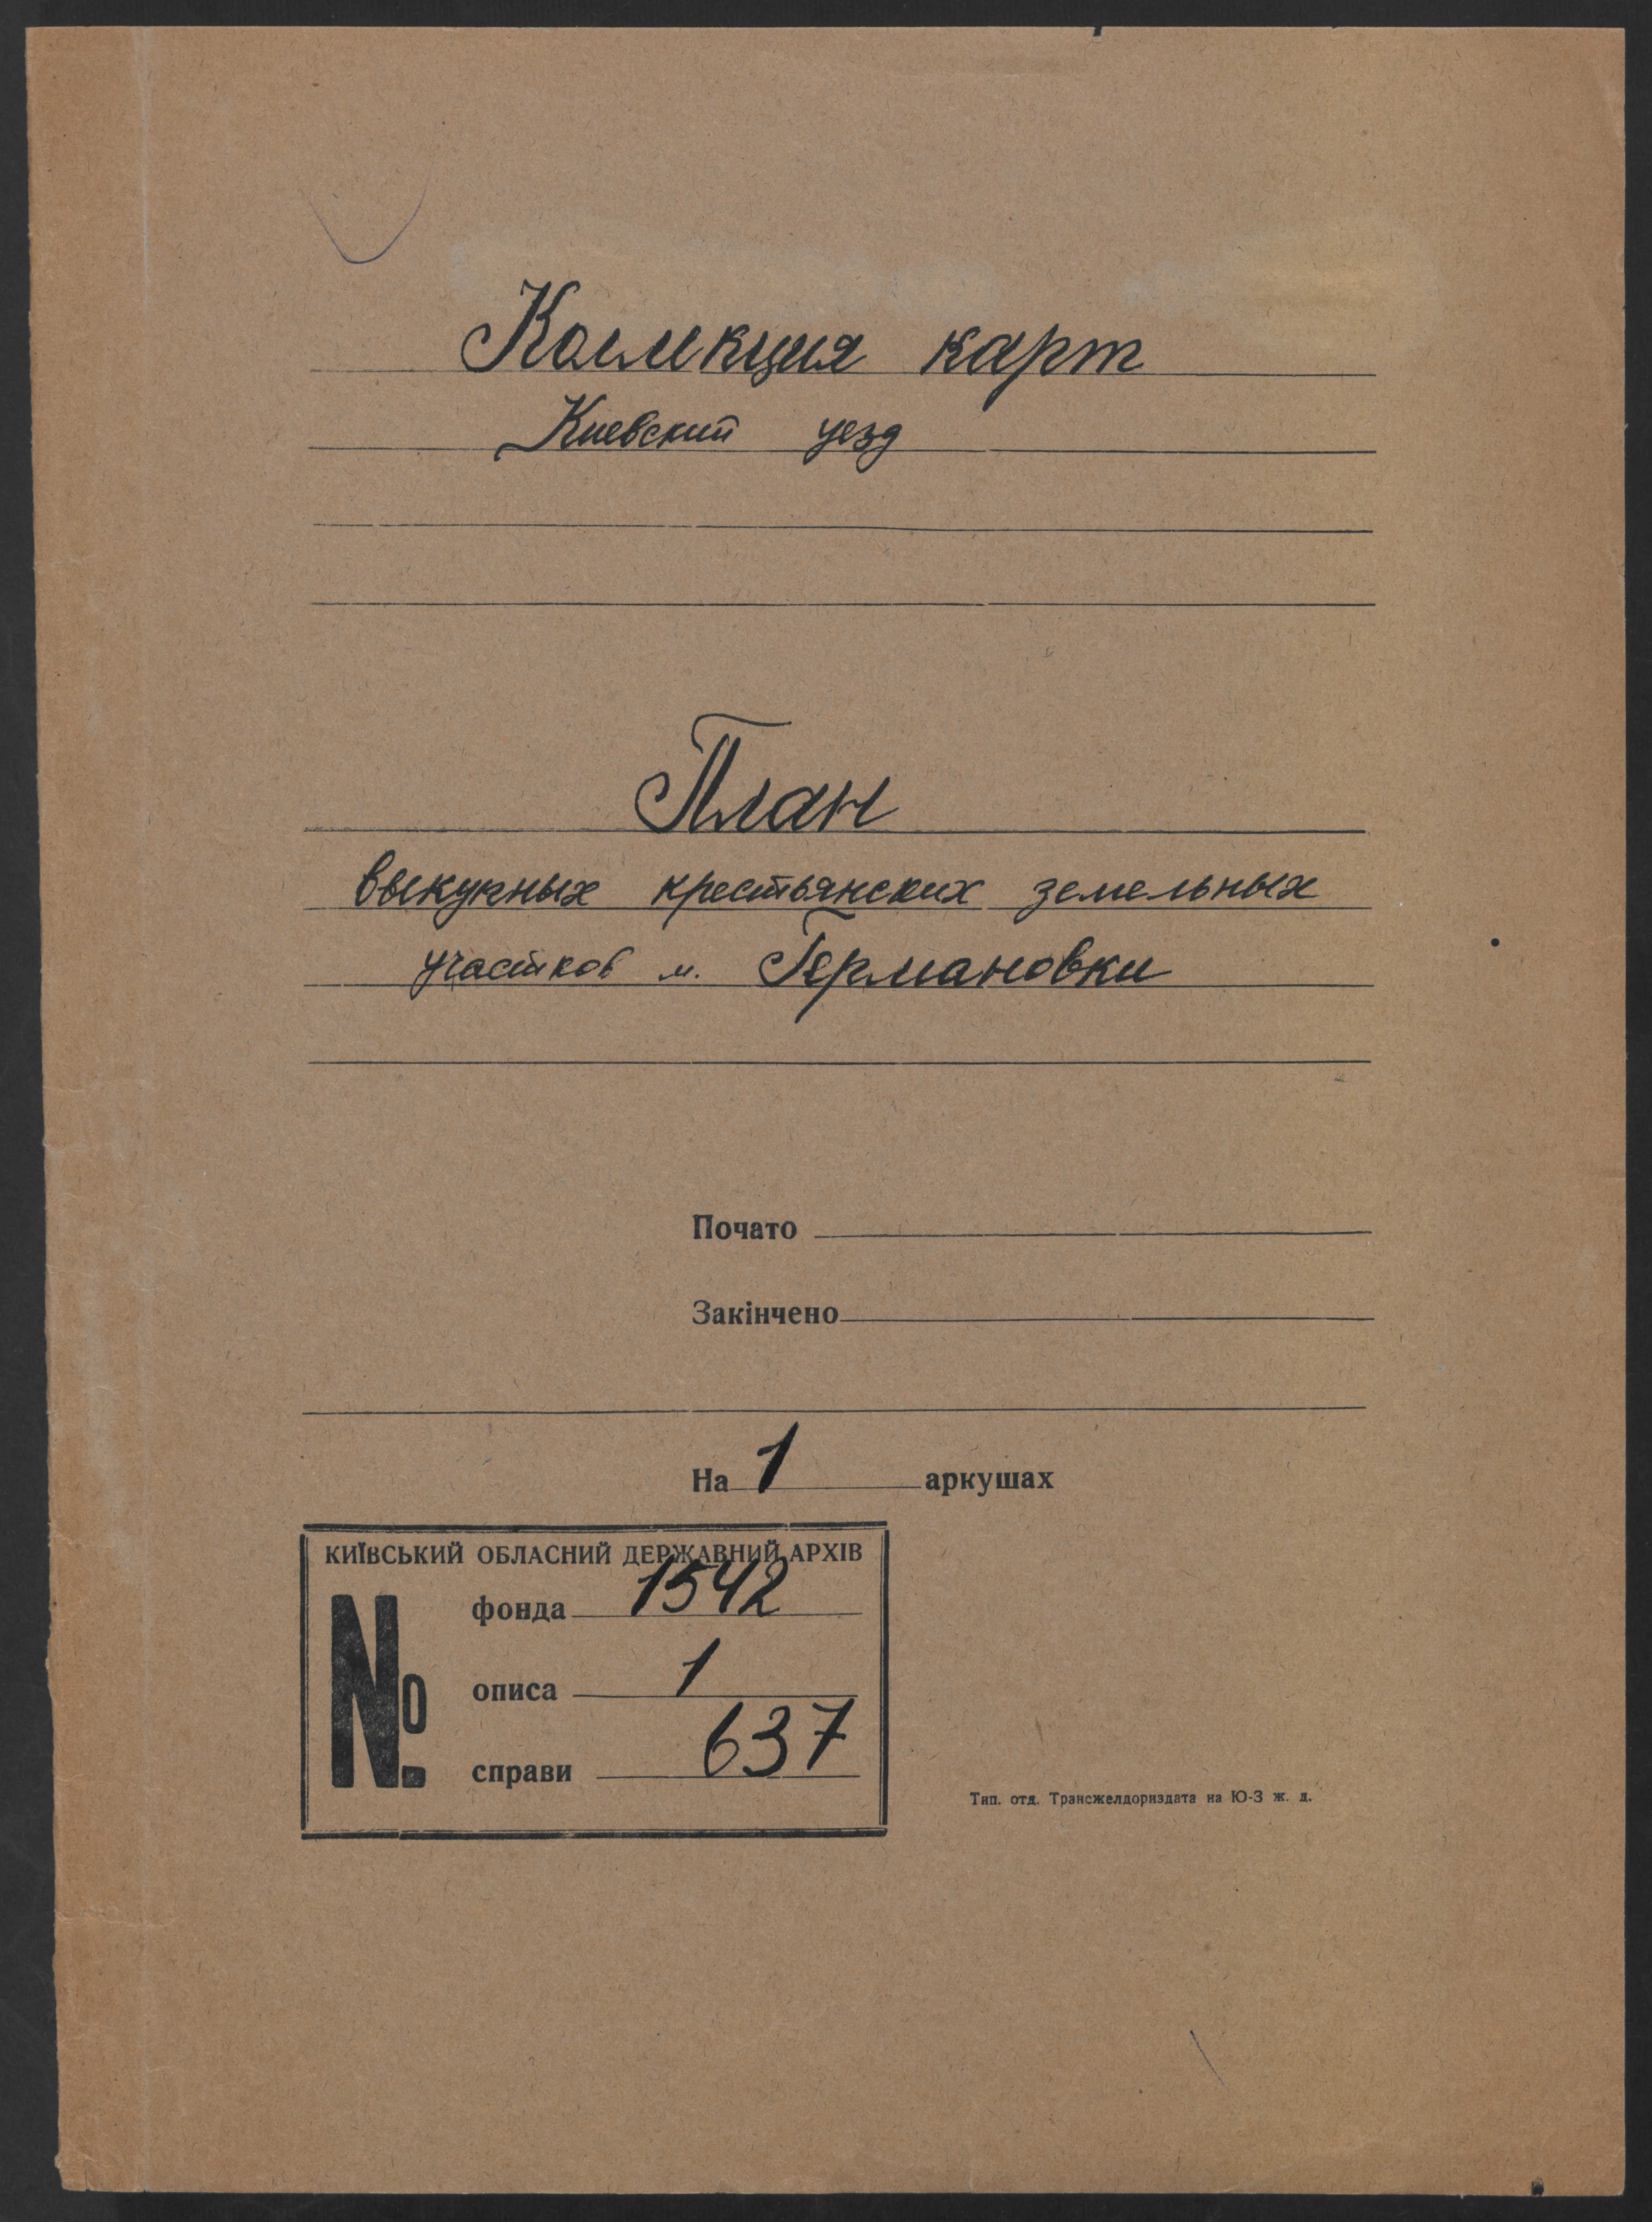 Коллекция карт
Киевский уезд
План
выкупных крестьянских земельных
участков м. Германовки
Почато
Закінчено
На 1 аркушах
КИЇВСЬКИЙ ОБЛАСНИЙ ДЕРЖАВНИЙ АРХІВ
№ фонда 1542
описа 1
справи 637
Тип. отд. Трансжелдориздата на Ю-З ж. д.